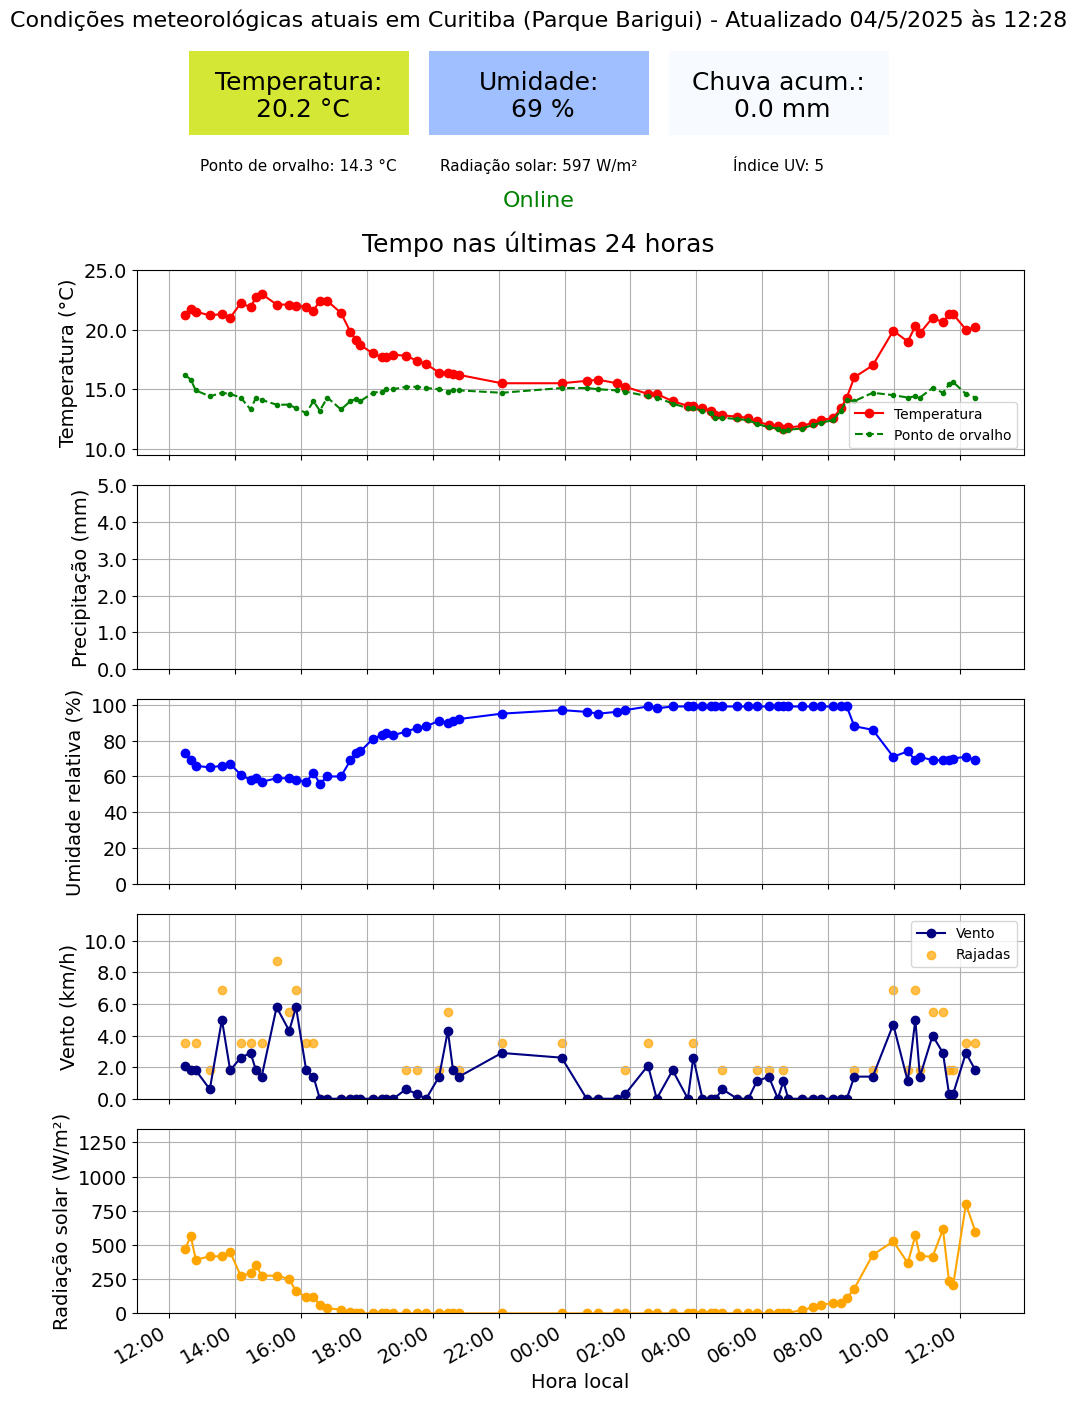 Condições meteorológicas atuais em Curitiba (Parque Barigui) - Atualizado 04/5/2025 às 12:28
Temperatura:
20.2 °C
Umidade:
69 %
Chuva acum.:
0.0 mm
Ponto de orvalho: 14.3 °C
Radiação solar: 597 W/m²
Índice UV: 5
Online
Tempo nas últimas 24 horas
Temperatura (°C)
25.0
20.0
15.0
10.0
Temperatura
Ponto de orvalho
Precipitação (mm)
5.0
4.0
3.0
2.0
1.0
0.0
Umidade relativa (%)
100
80
60
40
20
0
Vento (km/h)
10.0
8.0
6.0
4.0
2.0
0.0
Vento
Rajadas
Radiação solar (W/m²)
1250
1000
750
500
250
0
12:00
14:00
16:00
18:00
20:00
22:00
00:00
02:00
04:00
06:00
08:00
10:00
12:00
Hora local